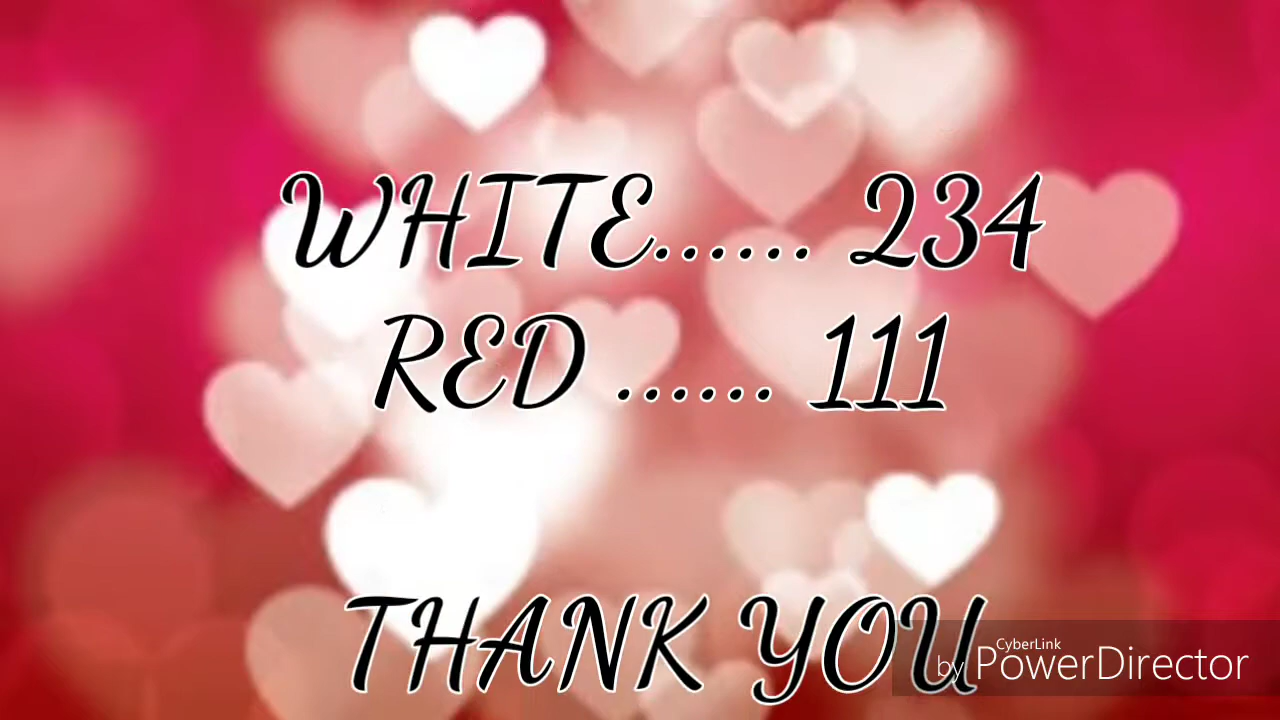 WHITE...... 234
RED ...... 111
THANK YOU
CyberLink
by PowerDirector